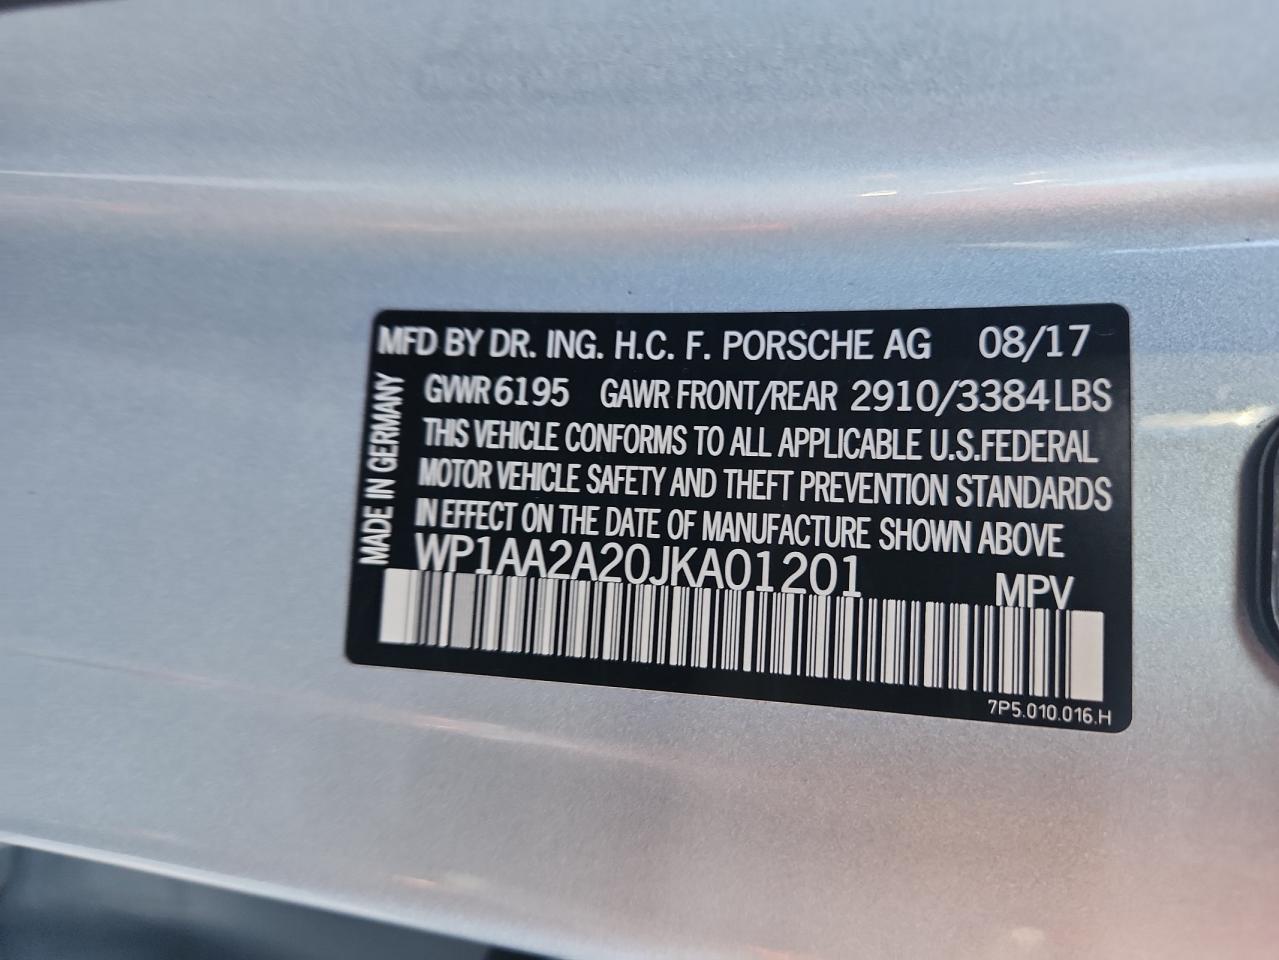 MFD BY DR. ING. H.C. F. PORSCHE AG 08/17
GVWR 6195 GAWR FRONT/REAR 2910/3384 LBS
THIS VEHICLE CONFORMS TO ALL APPLICABLE U.S.FEDERAL
MOTOR VEHICLE SAFETY AND THEFT PREVENTION STANDARDS
IN EFFECT ON THE DATE OF MANUFACTURE SHOWN ABOVE
WP1AA2A20JKA01201 MPV
7P5.010.016.H
MADE IN GERMANY